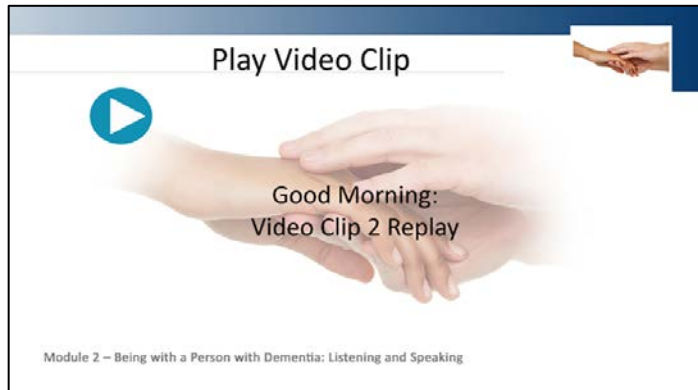 Play Video Clip
Good Morning:
Video Clip 2 Replay
Module 2 – Being with a Person with Dementia: Listening and Speaking